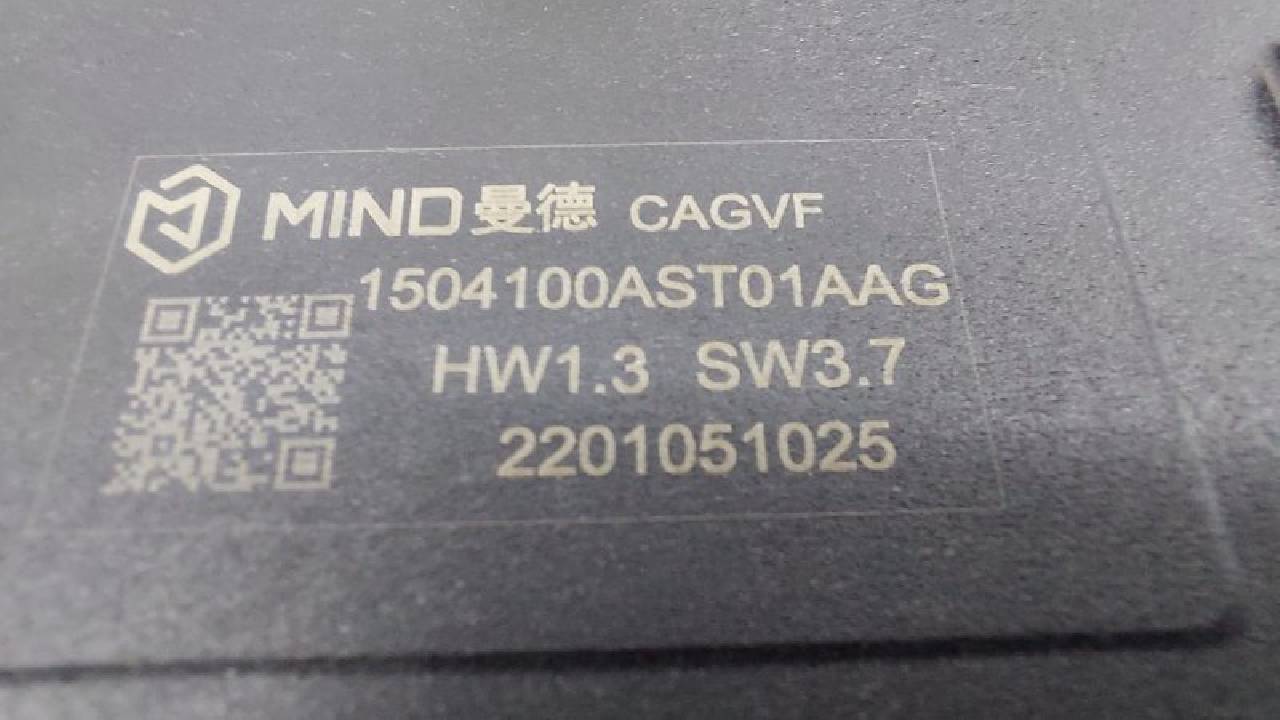 MIND曼德 CAGVF
1504100AST01AAG
HW1.3 SW3.7
2201051025